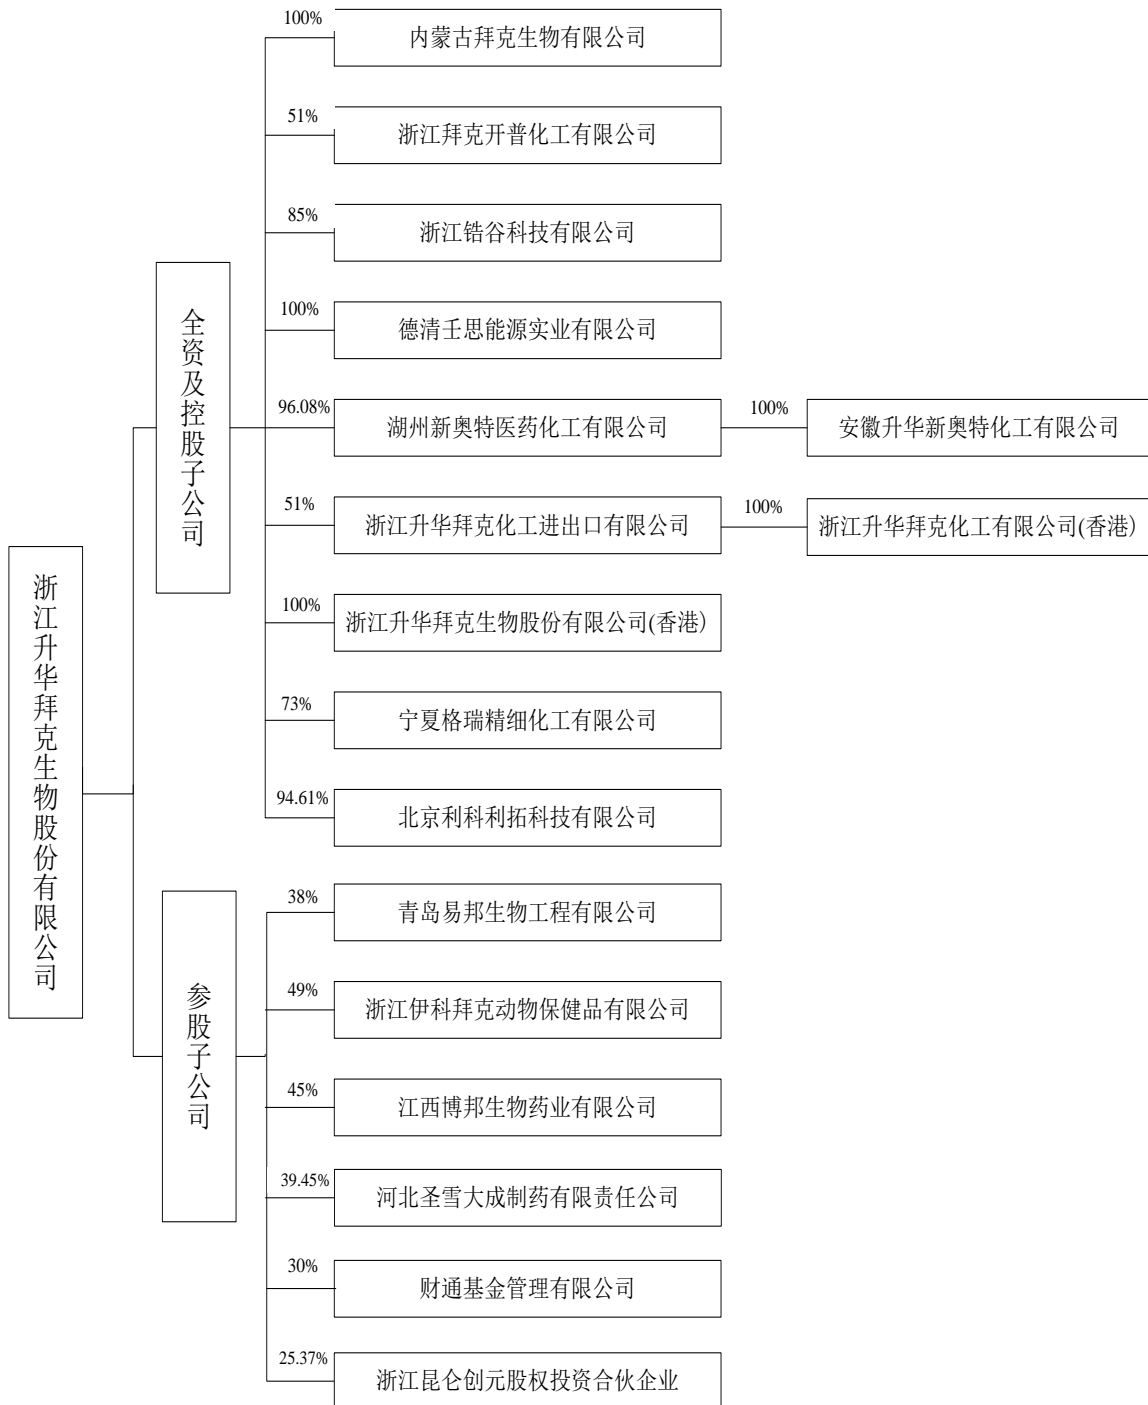 浙江升华拜克生物股份有限公司
全资及控股子公司
100%
内蒙古拜克生物有限公司
51%
浙江拜克开普化工有限公司
85%
浙江锆谷科技有限公司
100%
德清壬思能源实业有限公司
96.08%
湖州新奥特医药化工有限公司
100%
安徽升华新奥特化工有限公司
51%
浙江升华拜克化工进出口有限公司
100%
浙江升华拜克化工有限公司(香港）
100%
浙江升华拜克生物股份有限公司(香港）
73%
宁夏格瑞精细化工有限公司
94.61%
北京利科利拓科技有限公司
参股子公司
38%
青岛易邦生物工程有限公司
49%
浙江伊科拜克动物保健品有限公司
45%
江西博邦生物药业有限公司
39.45%
河北圣雪大成制药有限责任公司
30%
财通基金管理有限公司
25.37%
浙江昆仑创元股权投资合伙企业